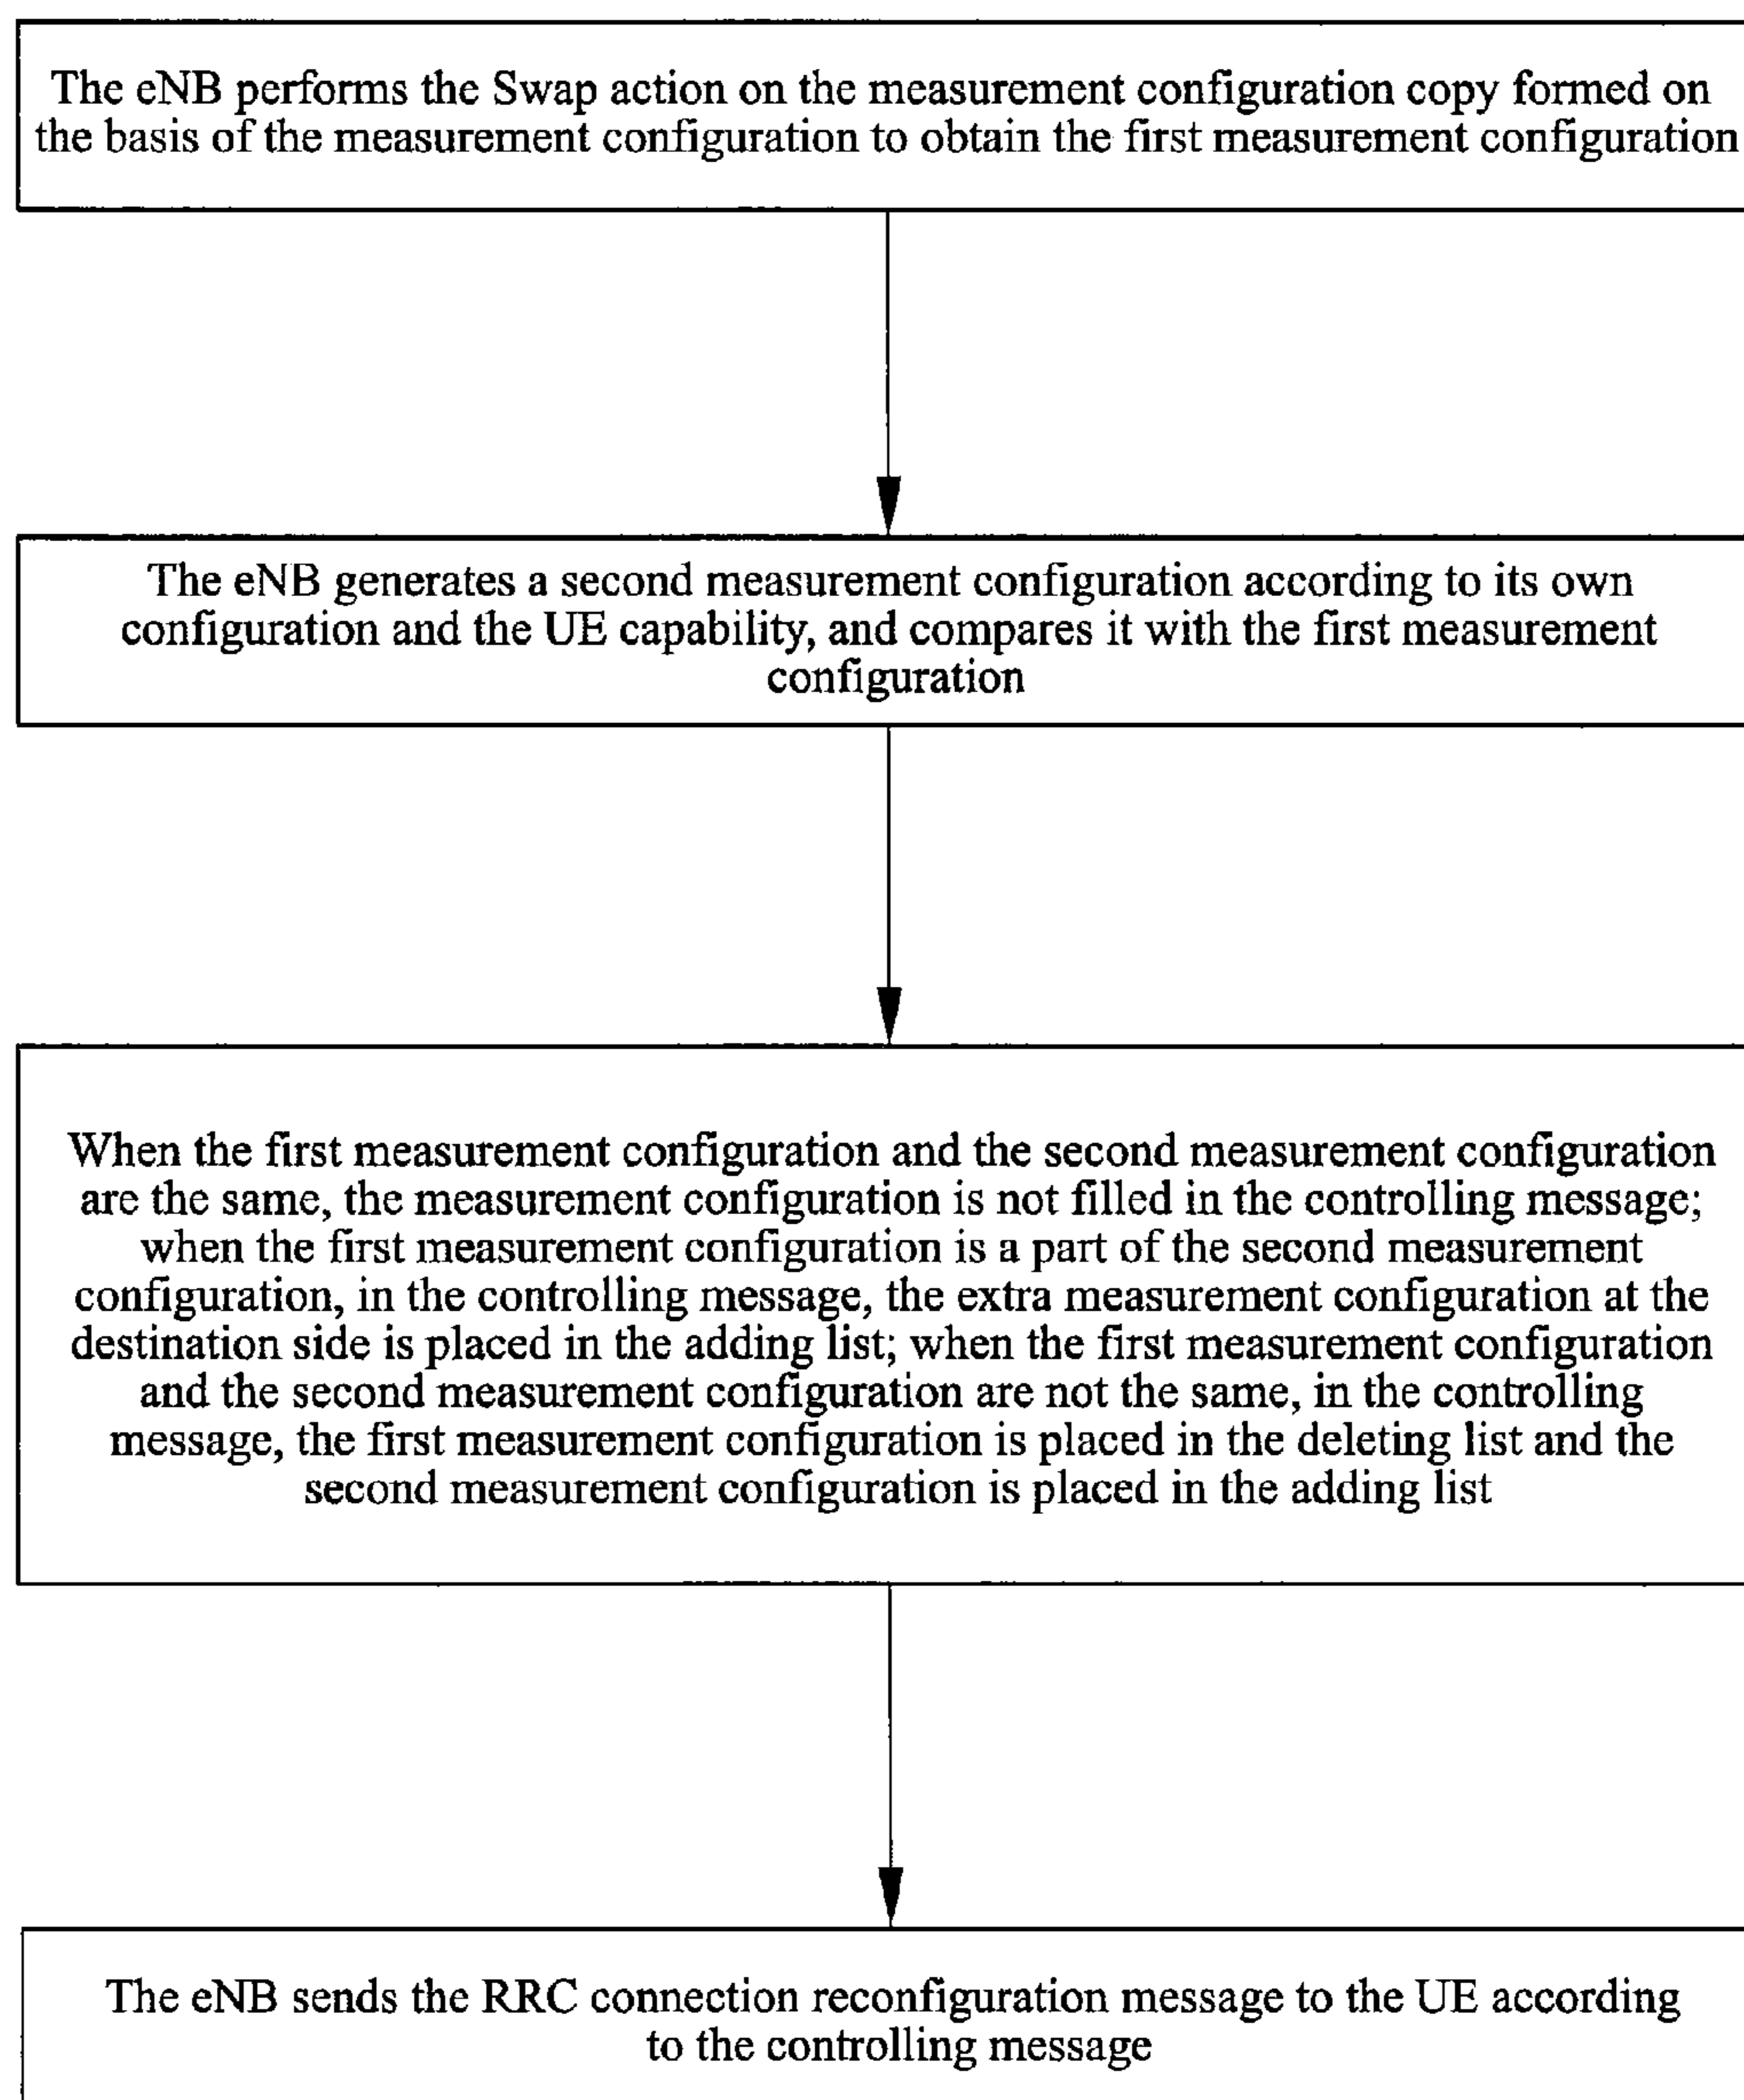 The eNB performs the Swap action on the measurement configuration copy formed on
the basis of the measurement configuration to obtain the first measurement configuration
The eNB generates a second measurement configuration according to its own
configuration and the UE capability, and compares it with the first measurement
configuration
When the first measurement configuration and the second measurement configuration
are the same, the measurement configuration is not filled in the controlling message;
when the first measurement configuration is a part of the second measurement
configuration, in the controlling message, the extra measurement configuration at the
destination side is placed in the adding list; when the first measurement configuration
and the second measurement configuration are not the same, in the controlling
message, the first measurement configuration is placed in the deleting list and the
second measurement configuration is placed in the adding list
The eNB sends the RRC connection reconfiguration message to the UE according
to the controlling message